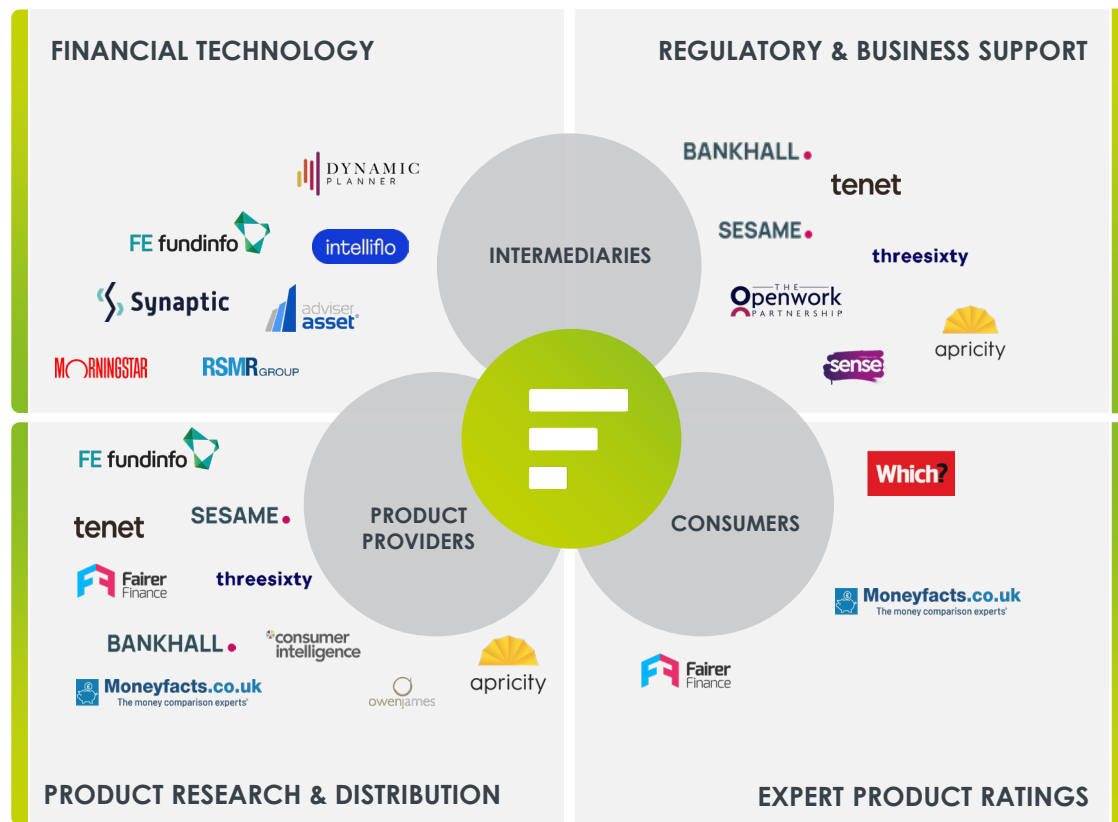 FINANCIAL TECHNOLOGY
REGULATORY & BUSINESS SUPPORT
DYNAMIC
PLANNER
FE fundinfo
intelliflo
Synaptic
adviser
asset
MORNINGSTAR
RSMR GROUP
INTERMEDIARIES
BANKHALL.
tenet
SESAME.
threesixty
THE
Openwork
PARTNERSHIP
apricity
sense
FE fundinfo
tenet
SESAME.
Fairer
Finance
threesixty
BANKHALL.
consumer
intelligence
Moneyfacts.co.uk
The money comparison experts'
owenjames
apricity
PRODUCT
PROVIDERS
CONSUMERS
Which?
Moneyfacts.co.uk
The money comparison experts'
Fairer
Finance
PRODUCT RESEARCH & DISTRIBUTION
EXPERT PRODUCT RATINGS